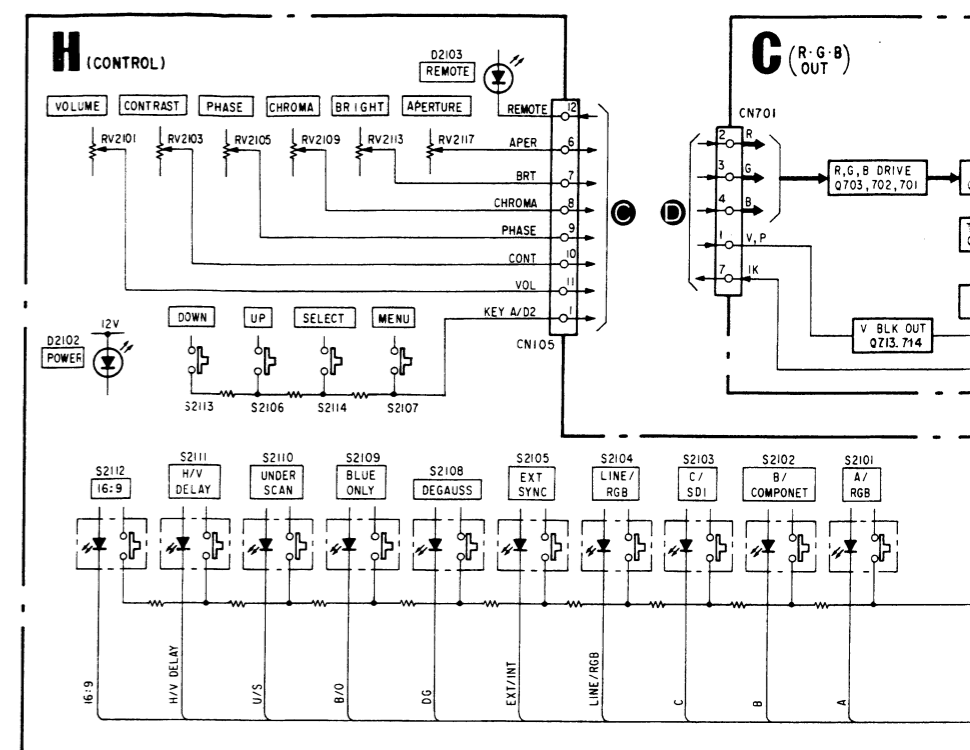 H (CONTROL)
D2103
REMOTE
VOLUME
CONTRAST
PHASE
CHROMA
BRIGHT
APERTURE
RV2101
RV2103
RV2105
RV2109
RV2113
RV2117
REMOTE 12
APER 6
BRT 7
CHROMA 8
PHASE 9
CONT 10
VOL 11
KEY A/D2 1
CN105
C
D
12V
D2102
POWER
DOWN
UP
SELECT
MENU
S2113
S2106
S2114
S2107
C (R·G·B)
OUT
CN701
2 R
3 G
4 B
1 V,P
7 IK
R,G,B DRIVE
Q703,702,701
V BLK OUT
Q713.714
S2112
16:9
S2111
H/V
DELAY
S2110
UNDER
SCAN
S2109
BLUE
ONLY
S2108
DEGAUSS
S2105
EXT
SYNC
S2104
LINE/
RGB
S2103
C/
SDI
S2102
B/
COMPONET
S2101
A/
RGB
16:9
H/V DELAY
U/S
B/O
DG
EXT/INT
LINE/RGB
C
B
A